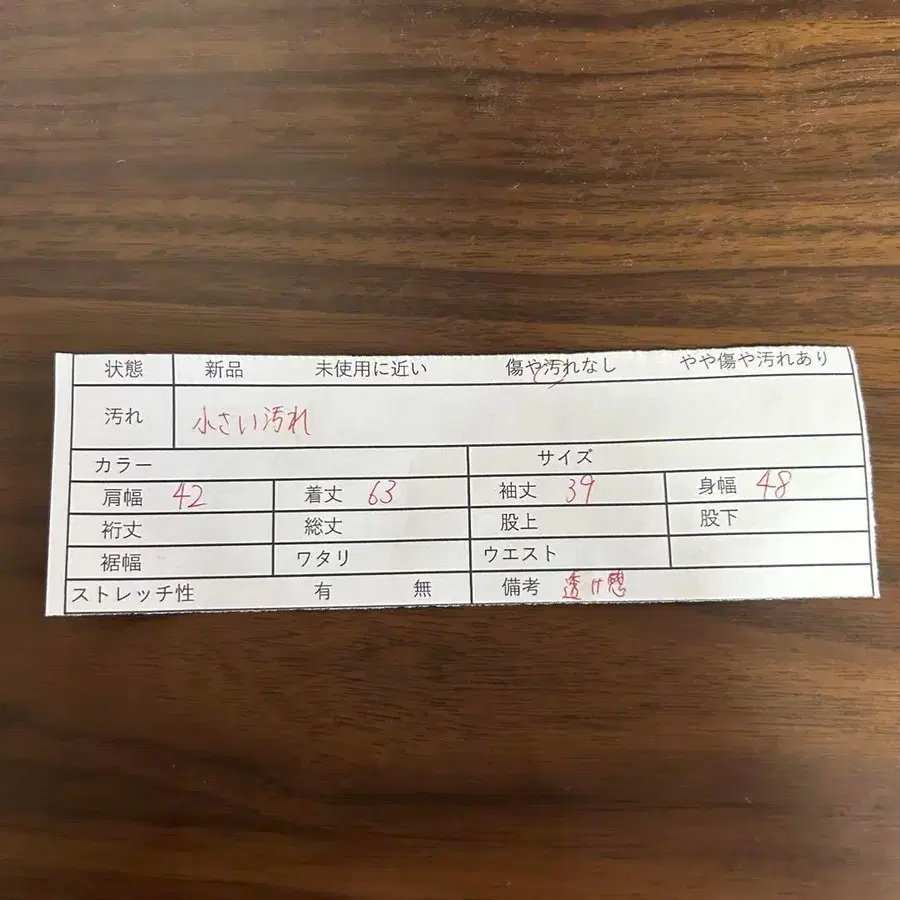 状態 新品 未使用に近い 傷や汚れなし やや傷や汚れあり
汚れ 小さい汚れ
カラー サイズ
肩幅 42 着丈 63 袖丈 39 身幅 48
裄丈 総丈 股上 股下
裾幅 ワタリ ウエスト
ストレッチ性 有 無 備考 透け感